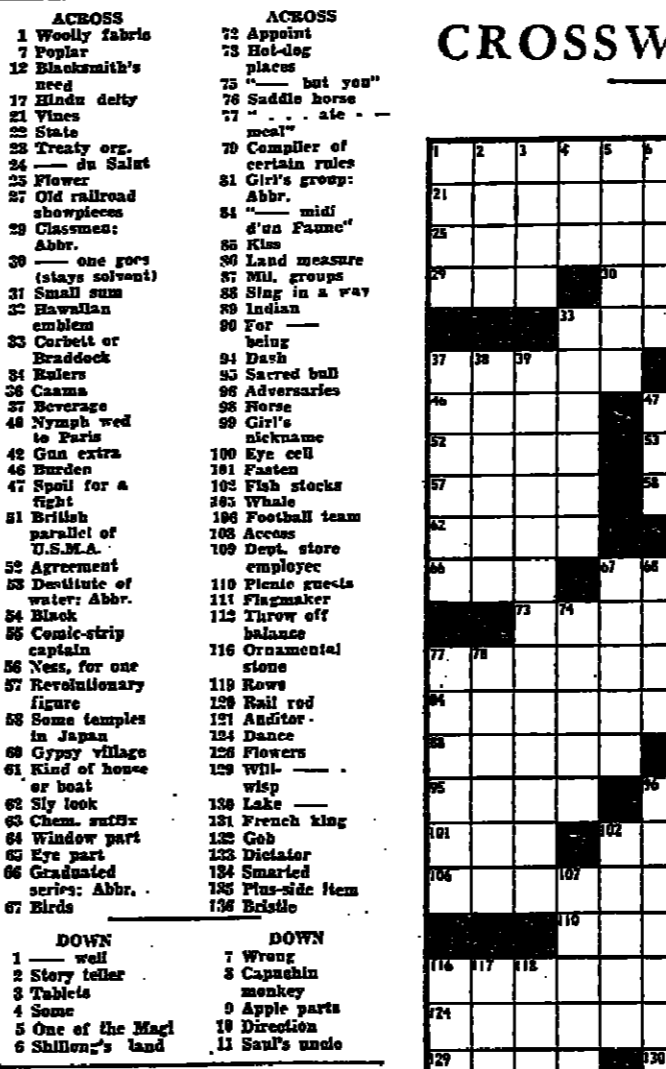 ACROSS
1 Woolly fabric
7 Poplar
12 Blacksmith's
need
17 Hindu deity
21 Vines
22 State
23 Treaty org.
24 —— du Salut
25 Flower
27 Old railroad
showpieces
29 Classmen:
Abbr.
30 —— one goes
(stays solvent)
31 Small sum
32 Hawaiian
emblem
33 Corbett or
Braddock
34 Rulers
36 Caama
37 Beverage
40 Nymph wed
to Paris
42 Gun extra
46 Burden
47 Spoil for a
fight
51 British
parallel of
U.S.M.A.
52 Agreement
53 Destitute of
water: Abbr.
54 Black
55 Comic-strip
captain
56 Ness, for one
57 Revolutionary
figure
58 Some temples
in Japan
60 Gypsy village
61 Kind of house
or boat
62 Sly look
63 Chem. suffix
64 Window part
65 Eye part
66 Graduated
series: Abbr.
67 Birds
ACROSS
72 Appoint
73 Hot-dog
places
75 "—— but you"
76 Saddle horse
77 " . . . ate - —
meal"
79 Compiler of
certain rules
81 Girl's group:
Abbr.
84 "—— midi
d'un Faune"
85 Kiss
86 Land measure
87 Mil. groups
88 Sing in a way
89 Indian
90 For ——
being
94 Dash
95 Sacred bull
96 Adversaries
98 Horse
99 Girl's
nickname
100 Eye cell
101 Fasten
102 Fish stocks
105 Whale
106 Football team
108 Access
109 Dept. store
employee
110 Picnic guests
111 Flagmaker
112 Throw off
balance
116 Ornamental
stone
119 Rows
120 Rail rod
121 Auditor
124 Dance
126 Flowers
129 Will- —— -
wisp
130 Lake ——
131 French king
132 Gob
133 Dictator
134 Smarted
135 Plus-side item
136 Bristle
DOWN
1 —— well
2 Story teller
3 Tablets
4 Some
5 One of the Magi
6 Shillong's land
DOWN
7 Wrong
8 Capuchin
monkey
9 Apple parts
10 Direction
11 Saul's uncle
CROSSW
1 2 3 4 5 6
21
25
29 30
33
37 38 39
46 47
52 53
57 58
62
66 67 68
73 74
77 78
84
88
95 96
101 102
106 107
110
116 117 118
124
129 130